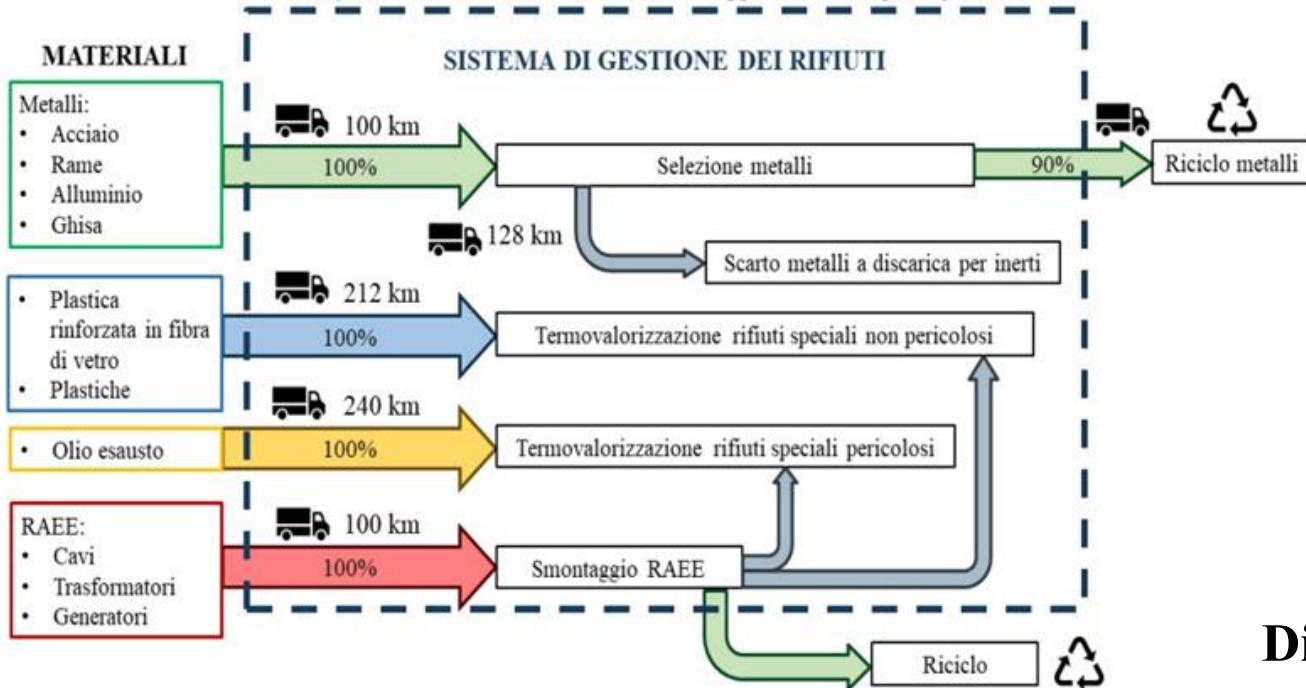 MATERIALI
SISTEMA DI GESTIONE DEI RIFIUTI
Metalli:
• Acciaio
• Rame
• Alluminio
• Ghisa
100 km
100%
Selezione metalli
90%
Riciclo metalli
128 km
Scarto metalli a discarica per inerti
• Plastica
rinforzata in fibra
di vetro
• Plastiche
212 km
100%
Termovalorizzazione rifiuti speciali non pericolosi
240 km
• Olio esausto
100%
Termovalorizzazione rifiuti speciali pericolosi
RAEE:
• Cavi
• Trasformatori
• Generatori
100 km
100%
Smontaggio RAEE
Riciclo